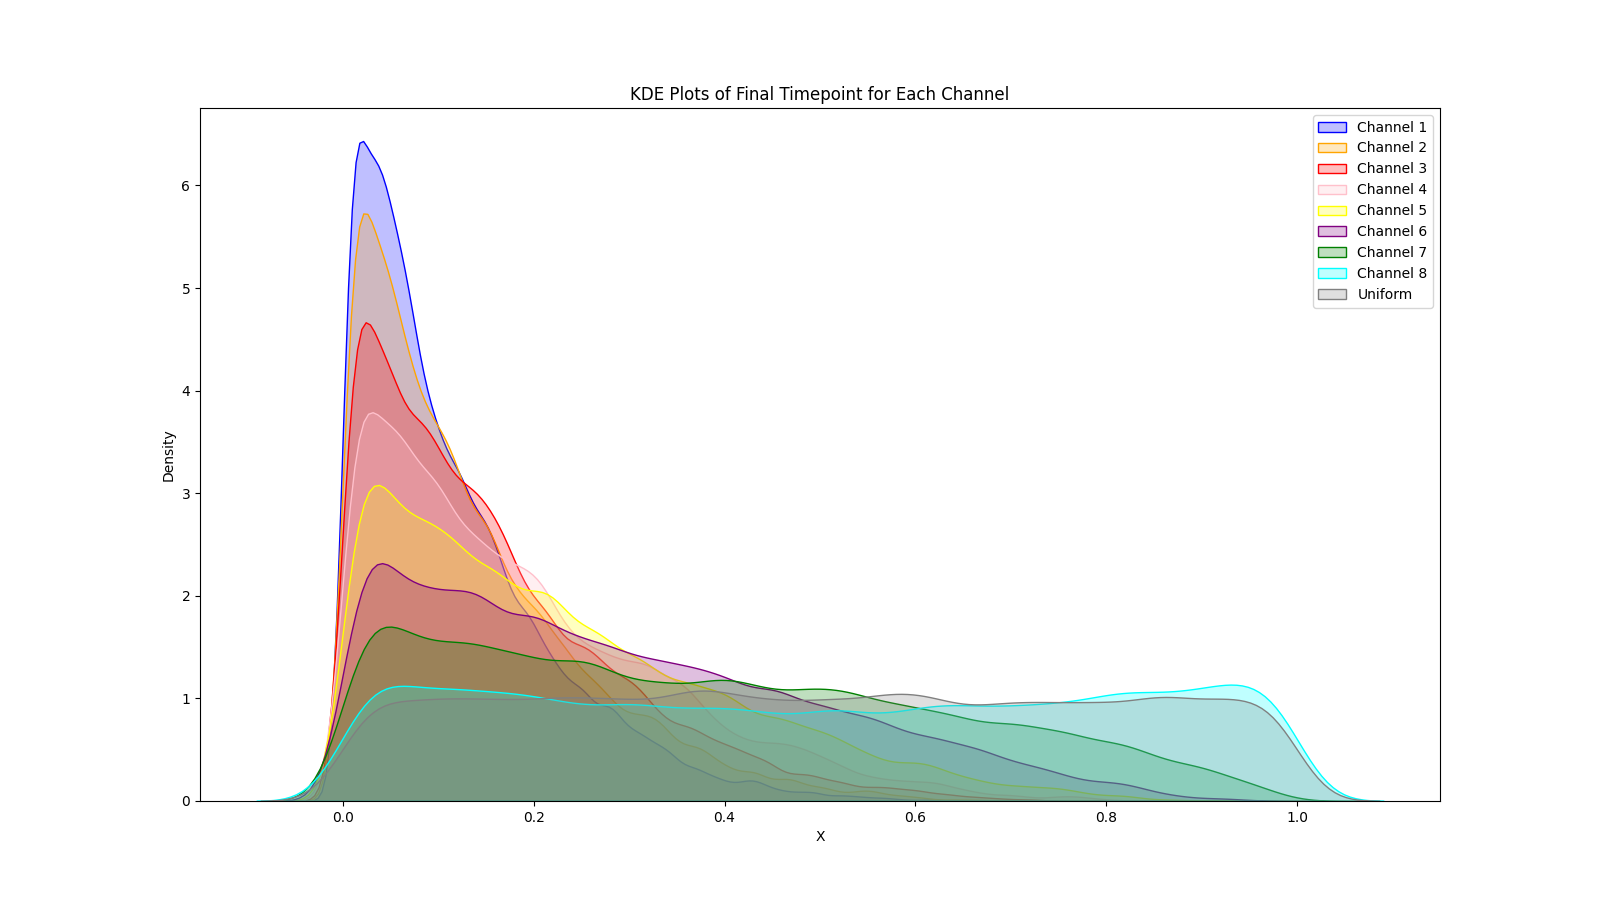 KDE Plots of Final Timepoint for Each Channel
Channel 1
Channel 2
Channel 3
Channel 4
Channel 5
Channel 6
Channel 7
Channel 8
Uniform
Density
6
5
4
3
2
1
0
0.0 0.2 0.4 0.6 0.8 1.0
X